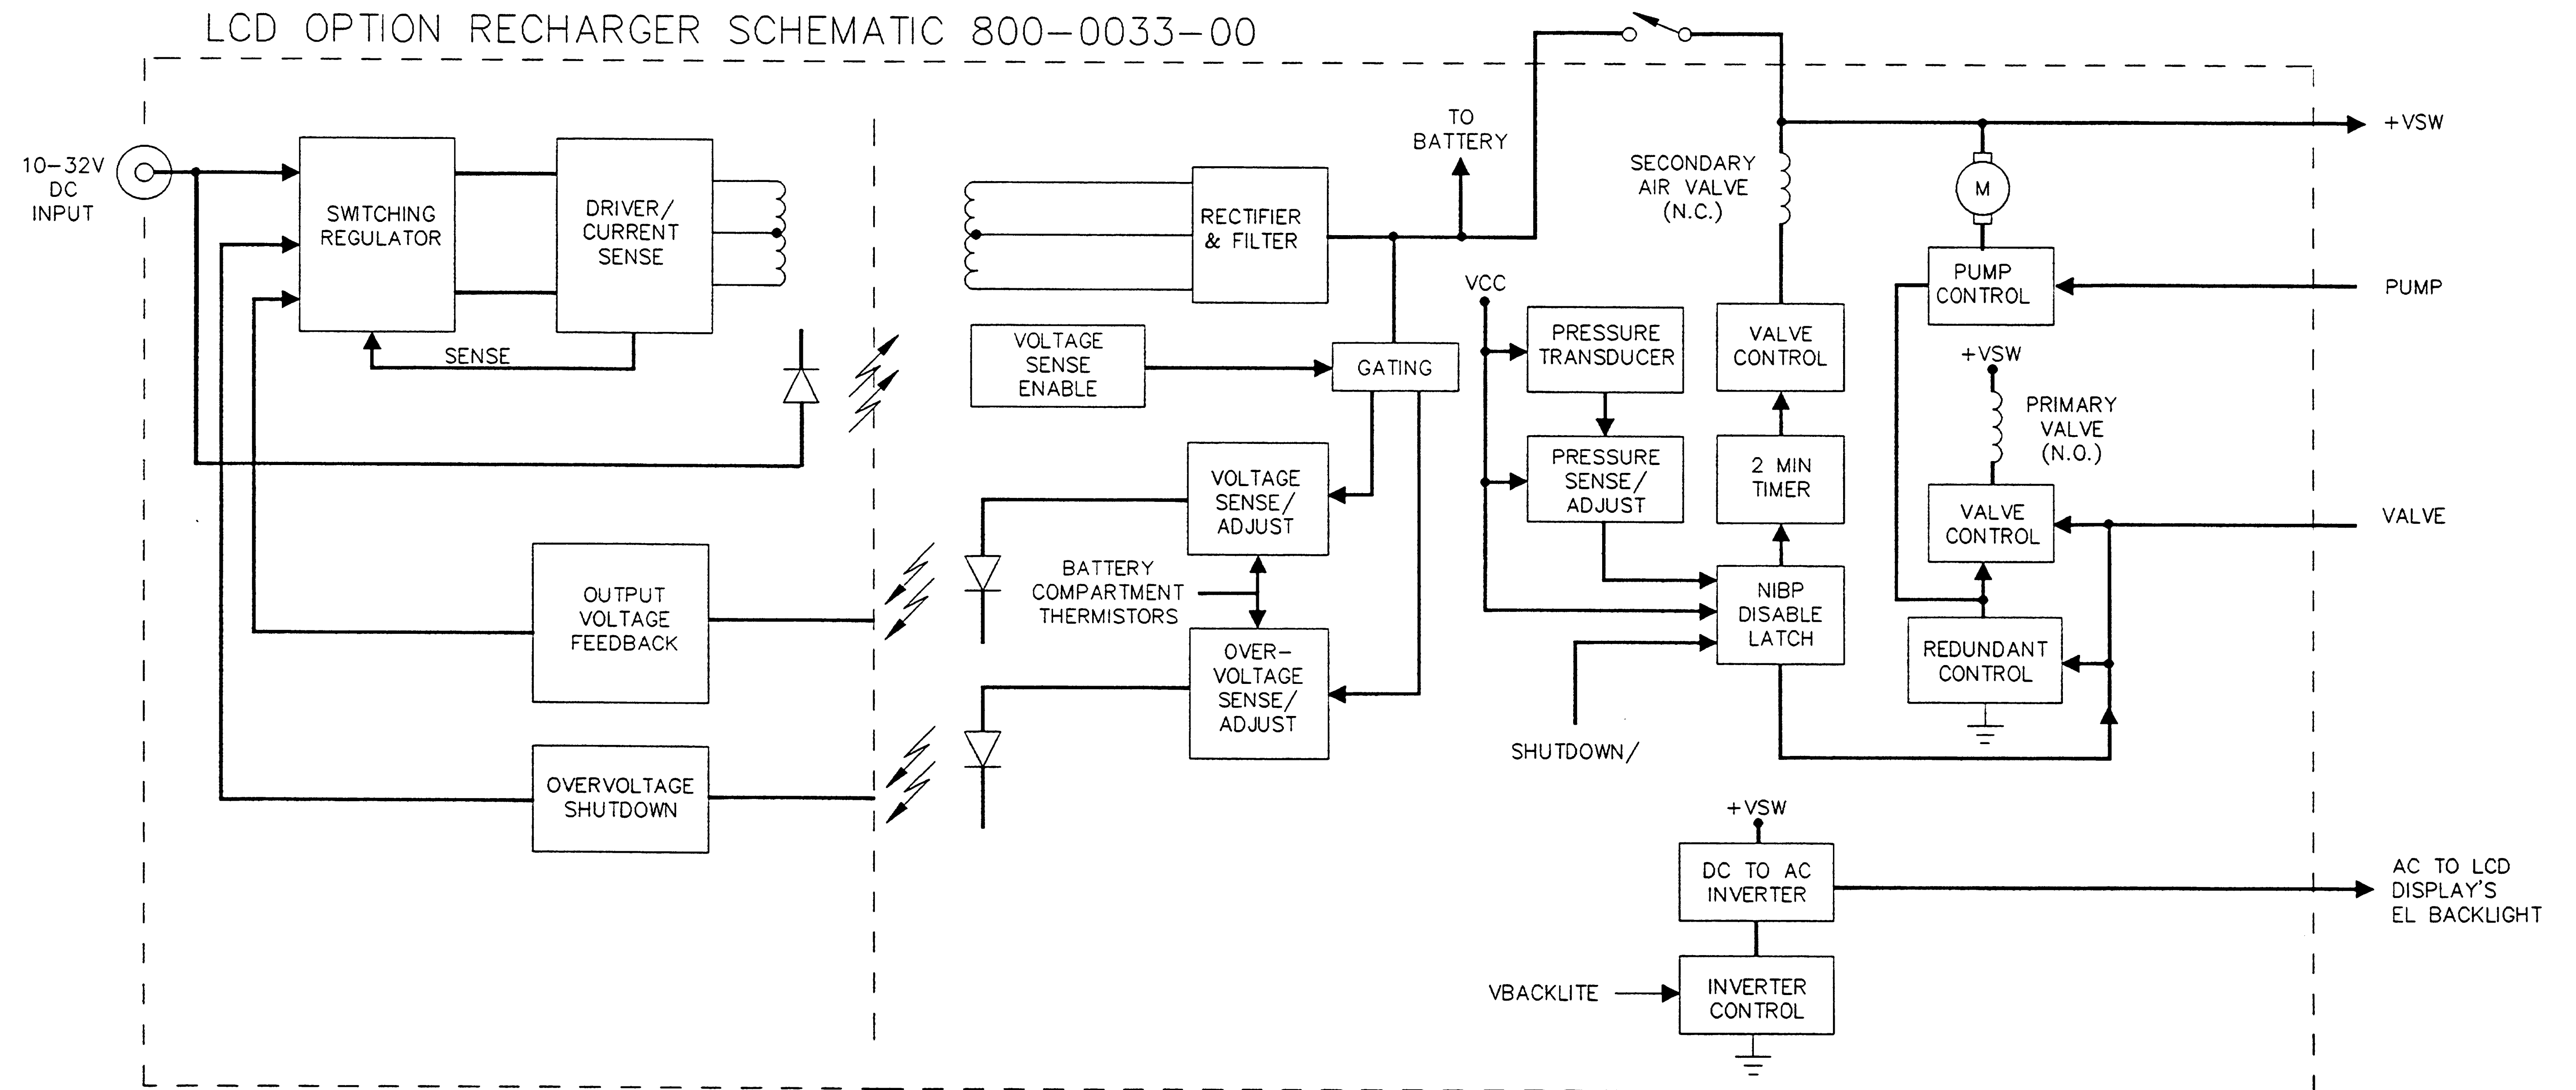 LCD OPTION RECHARGER SCHEMATIC 800-0033-00
10-32V
DC
INPUT
SWITCHING
REGULATOR
DRIVER/
CURRENT
SENSE
SENSE
OUTPUT
VOLTAGE
FEEDBACK
OVERVOLTAGE
SHUTDOWN
RECTIFIER
& FILTER
TO
BATTERY
VOLTAGE
SENSE
ENABLE
GATING
VOLTAGE
SENSE/
ADJUST
BATTERY
COMPARTMENT
THERMISTORS
OVER-
VOLTAGE
SENSE/
ADJUST
VCC
PRESSURE
TRANSDUCER
PRESSURE
SENSE/
ADJUST
SHUTDOWN/
SECONDARY
AIR VALVE
(N.C.)
VALVE
CONTROL
2 MIN
TIMER
NIBP
DISABLE
LATCH
M
PUMP
CONTROL
+VSW
PRIMARY
VALVE
(N.O.)
VALVE
CONTROL
REDUNDANT
CONTROL
+VSW
PUMP
VALVE
+VSW
DC TO AC
INVERTER
VBACKLITE
INVERTER
CONTROL
AC TO LCD
DISPLAY'S
EL BACKLIGHT